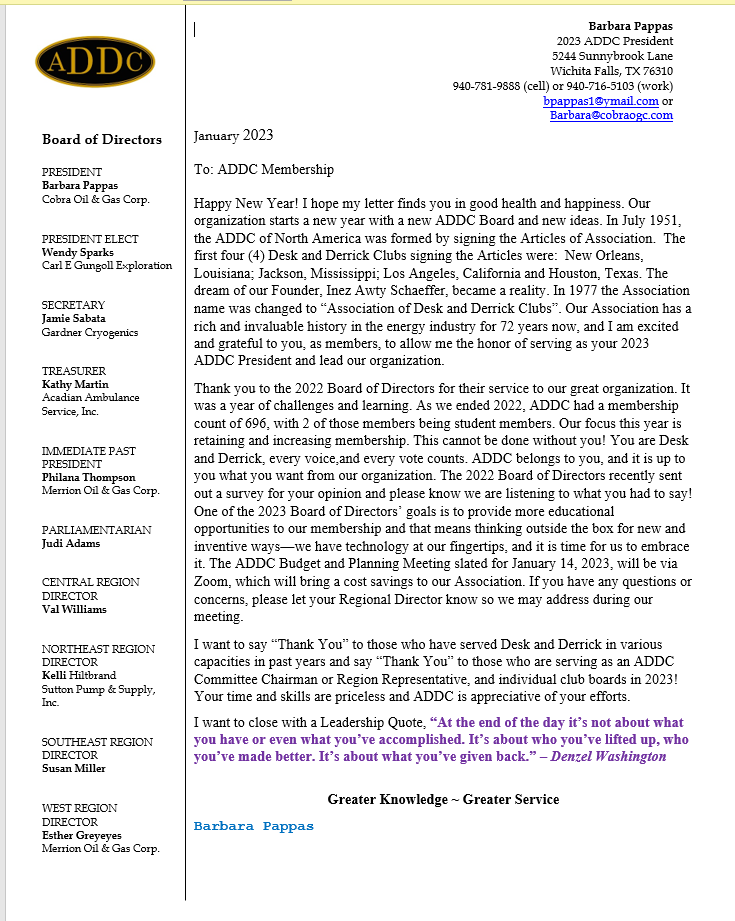 ADDC
Board of Directors
PRESIDENT
Barbara Pappas
Cobra Oil & Gas Corp.
PRESIDENT ELECT
Wendy Sparks
Carl E Gungoll Exploration
SECRETARY
Jamie Sabata
Gardner Cryogenics
TREASURER
Kathy Martin
Acadian Ambulance
Service, Inc.
IMMEDIATE PAST
PRESIDENT
Philana Thompson
Merrion Oil & Gas Corp.
PARLIAMENTARIAN
Judi Adams
CENTRAL REGION
DIRECTOR
Val Williams
NORTHEAST REGION
DIRECTOR
Kelli Hiltbrand
Sutton Pump & Supply,
Inc.
SOUTHEAST REGION
DIRECTOR
Susan Miller
WEST REGION
DIRECTOR
Esther Greyeyes
Merrion Oil & Gas Corp.
Barbara Pappas
2023 ADDC President
5244 Sunnybrook Lane
Wichita Falls, TX 76310
940-781-9888 (cell) or 940-716-5103 (work)
bpappas1@ymail.com or
Barbara@cobraogc.com
January 2023
To: ADDC Membership
Happy New Year! I hope my letter finds you in good health and happiness. Our
organization starts a new year with a new ADDC Board and new ideas. In July 1951,
the ADDC of North America was formed by signing the Articles of Association. The
first four (4) Desk and Derrick Clubs signing the Articles were: New Orleans,
Louisiana; Jackson, Mississippi; Los Angeles, California and Houston, Texas. The
dream of our Founder, Inez Awty Schaeffer, became a reality. In 1977 the Association
name was changed to “Association of Desk and Derrick Clubs”. Our Association has a
rich and invaluable history in the energy industry for 72 years now, and I am excited
and grateful to you, as members, to allow me the honor of serving as your 2023
ADDC President and lead our organization.
Thank you to the 2022 Board of Directors for their service to our great organization. It
was a year of challenges and learning. As we ended 2022, ADDC had a membership
count of 696, with 2 of those members being student members. Our focus this year is
retaining and increasing membership. This cannot be done without you! You are Desk
and Derrick, every voice,and every vote counts. ADDC belongs to you, and it is up to
you what you want from our organization. The 2022 Board of Directors recently sent
out a survey for your opinion and please know we are listening to what you had to say!
One of the 2023 Board of Directors’ goals is to provide more educational
opportunities to our membership and that means thinking outside the box for new and
inventive ways—we have technology at our fingertips, and it is time for us to embrace
it. The ADDC Budget and Planning Meeting slated for January 14, 2023, will be via
Zoom, which will bring a cost savings to our Association. If you have any questions or
concerns, please let your Regional Director know so we may address during our
meeting.
I want to say “Thank You” to those who have served Desk and Derrick in various
capacities in past years and say “Thank You” to those who are serving as an ADDC
Committee Chairman or Region Representative, and individual club boards in 2023!
Your time and skills are priceless and ADDC is appreciative of your efforts.
I want to close with a Leadership Quote, “At the end of the day it’s not about what
you have or even what you’ve accomplished. It’s about who you’ve lifted up, who
you’ve made better. It’s about what you’ve given back.” – Denzel Washington
Greater Knowledge ~ Greater Service
Barbara Pappas